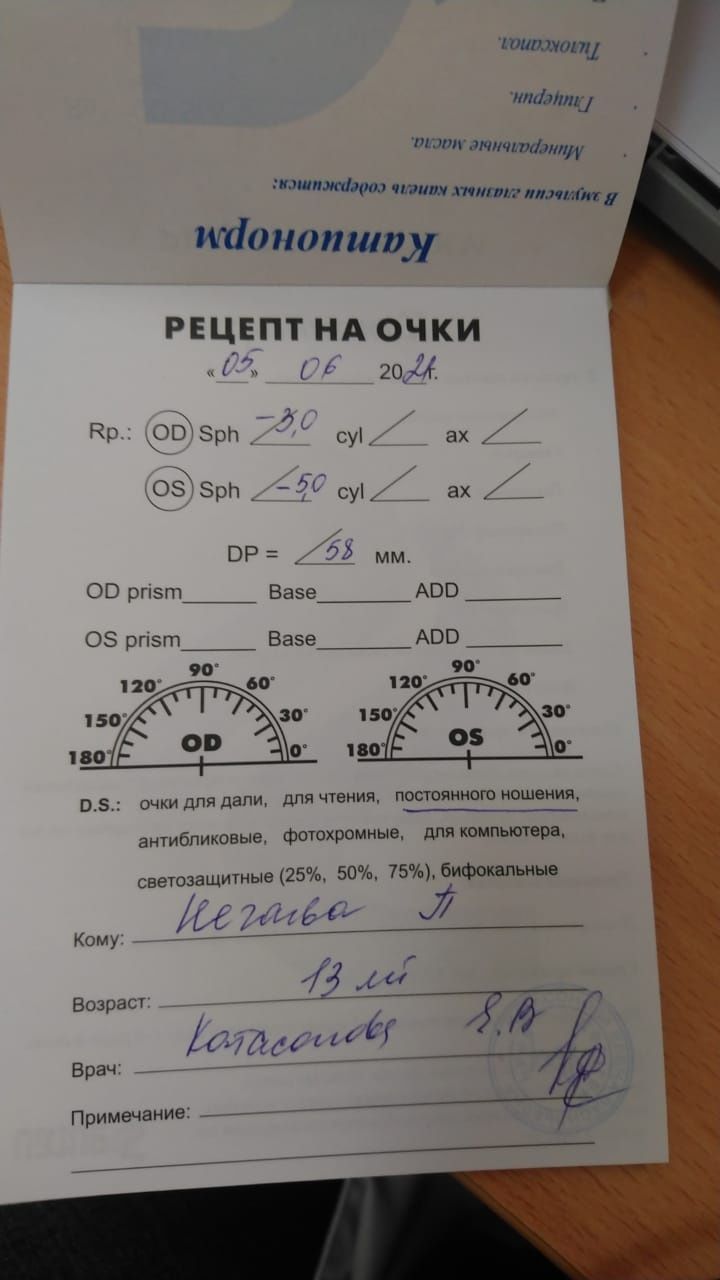 Тилоксапол.
Глицерин.
Минеральные масла.
В эмульсии глазных капель содержится:
Катионорм
РЕЦЕПТ НА ОЧКИ
«05» 06 2021г.
Rp.: OD Sph -3,0 cyl ax
OS Sph -5,0 cyl ax
DP = 58 мм.
OD prism Base ADD
OS prism Base ADD
90° 90°
120° 60° 120° 60°
150° 30° 150° 30°
180° OD 0° 180° OS 0°
D.S.: очки для дали, для чтения, постоянного ношения,
антибликовые, фотохромные, для компьютера,
светозащитные (25%, 50%, 75%), бифокальные
Кому: П
Возраст: 13 лет
Врач: Е.В
Примечание: